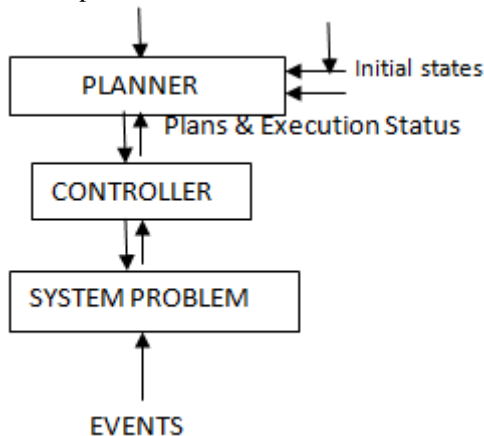 PLANNER
Initial states
Plans & Execution Status
CONTROLLER
SYSTEM PROBLEM
EVENTS